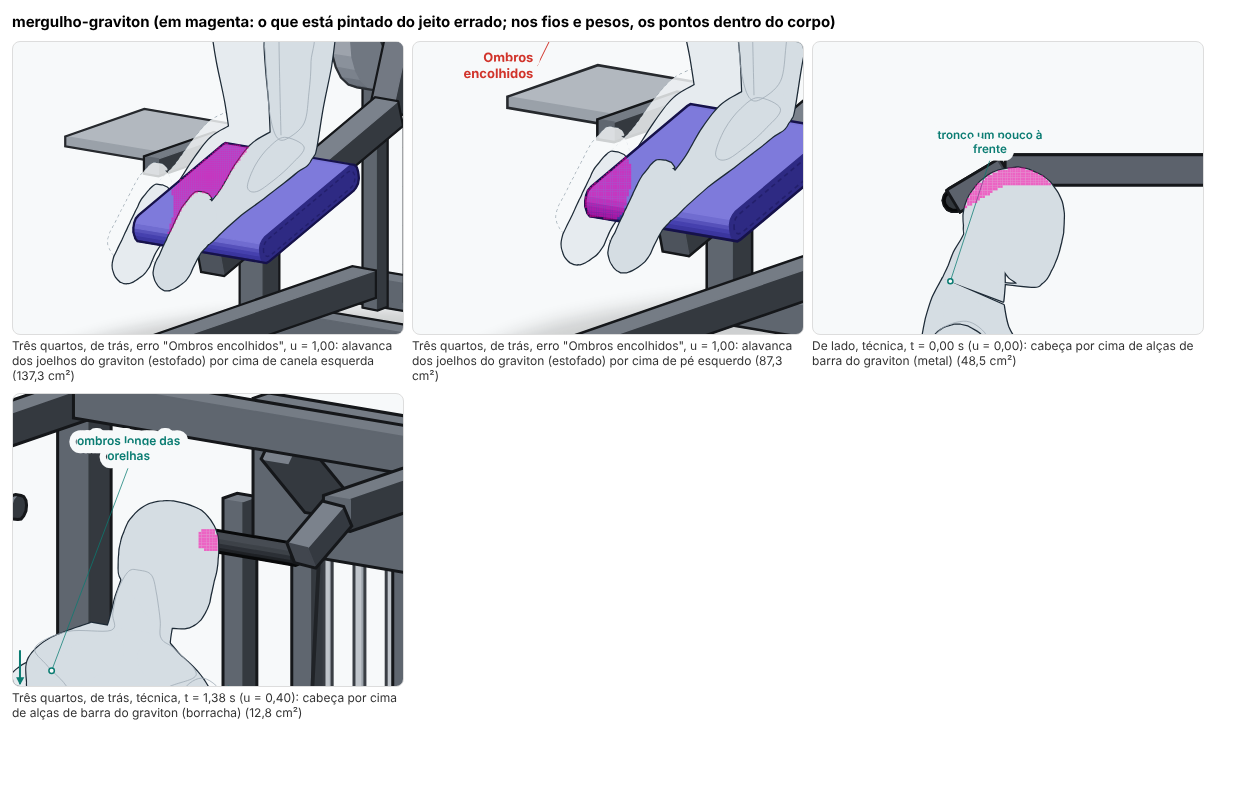 mergulho-graviton (em magenta: o que está pintado do jeito errado; nos fios e pesos, os pontos dentro do corpo)
Ombros
encolhidos
tronco um pouco à
frente
Três quartos, de trás, erro "Ombros encolhidos", u = 1,00: alavanca
dos joelhos do graviton (estofado) por cima de canela esquerda
(137,3 cm²)
Três quartos, de trás, erro "Ombros encolhidos", u = 1,00: alavanca
dos joelhos do graviton (estofado) por cima de pé esquerdo (87,3
cm²)
De lado, técnica, t = 0,00 s (u = 0,00): cabeça por cima de alças de
barra do graviton (metal) (48,5 cm²)
ombros longe das
orelhas
Três quartos, de trás, técnica, t = 1,38 s (u = 0,40): cabeça por cima
de alças de barra do graviton (borracha) (12,8 cm²)